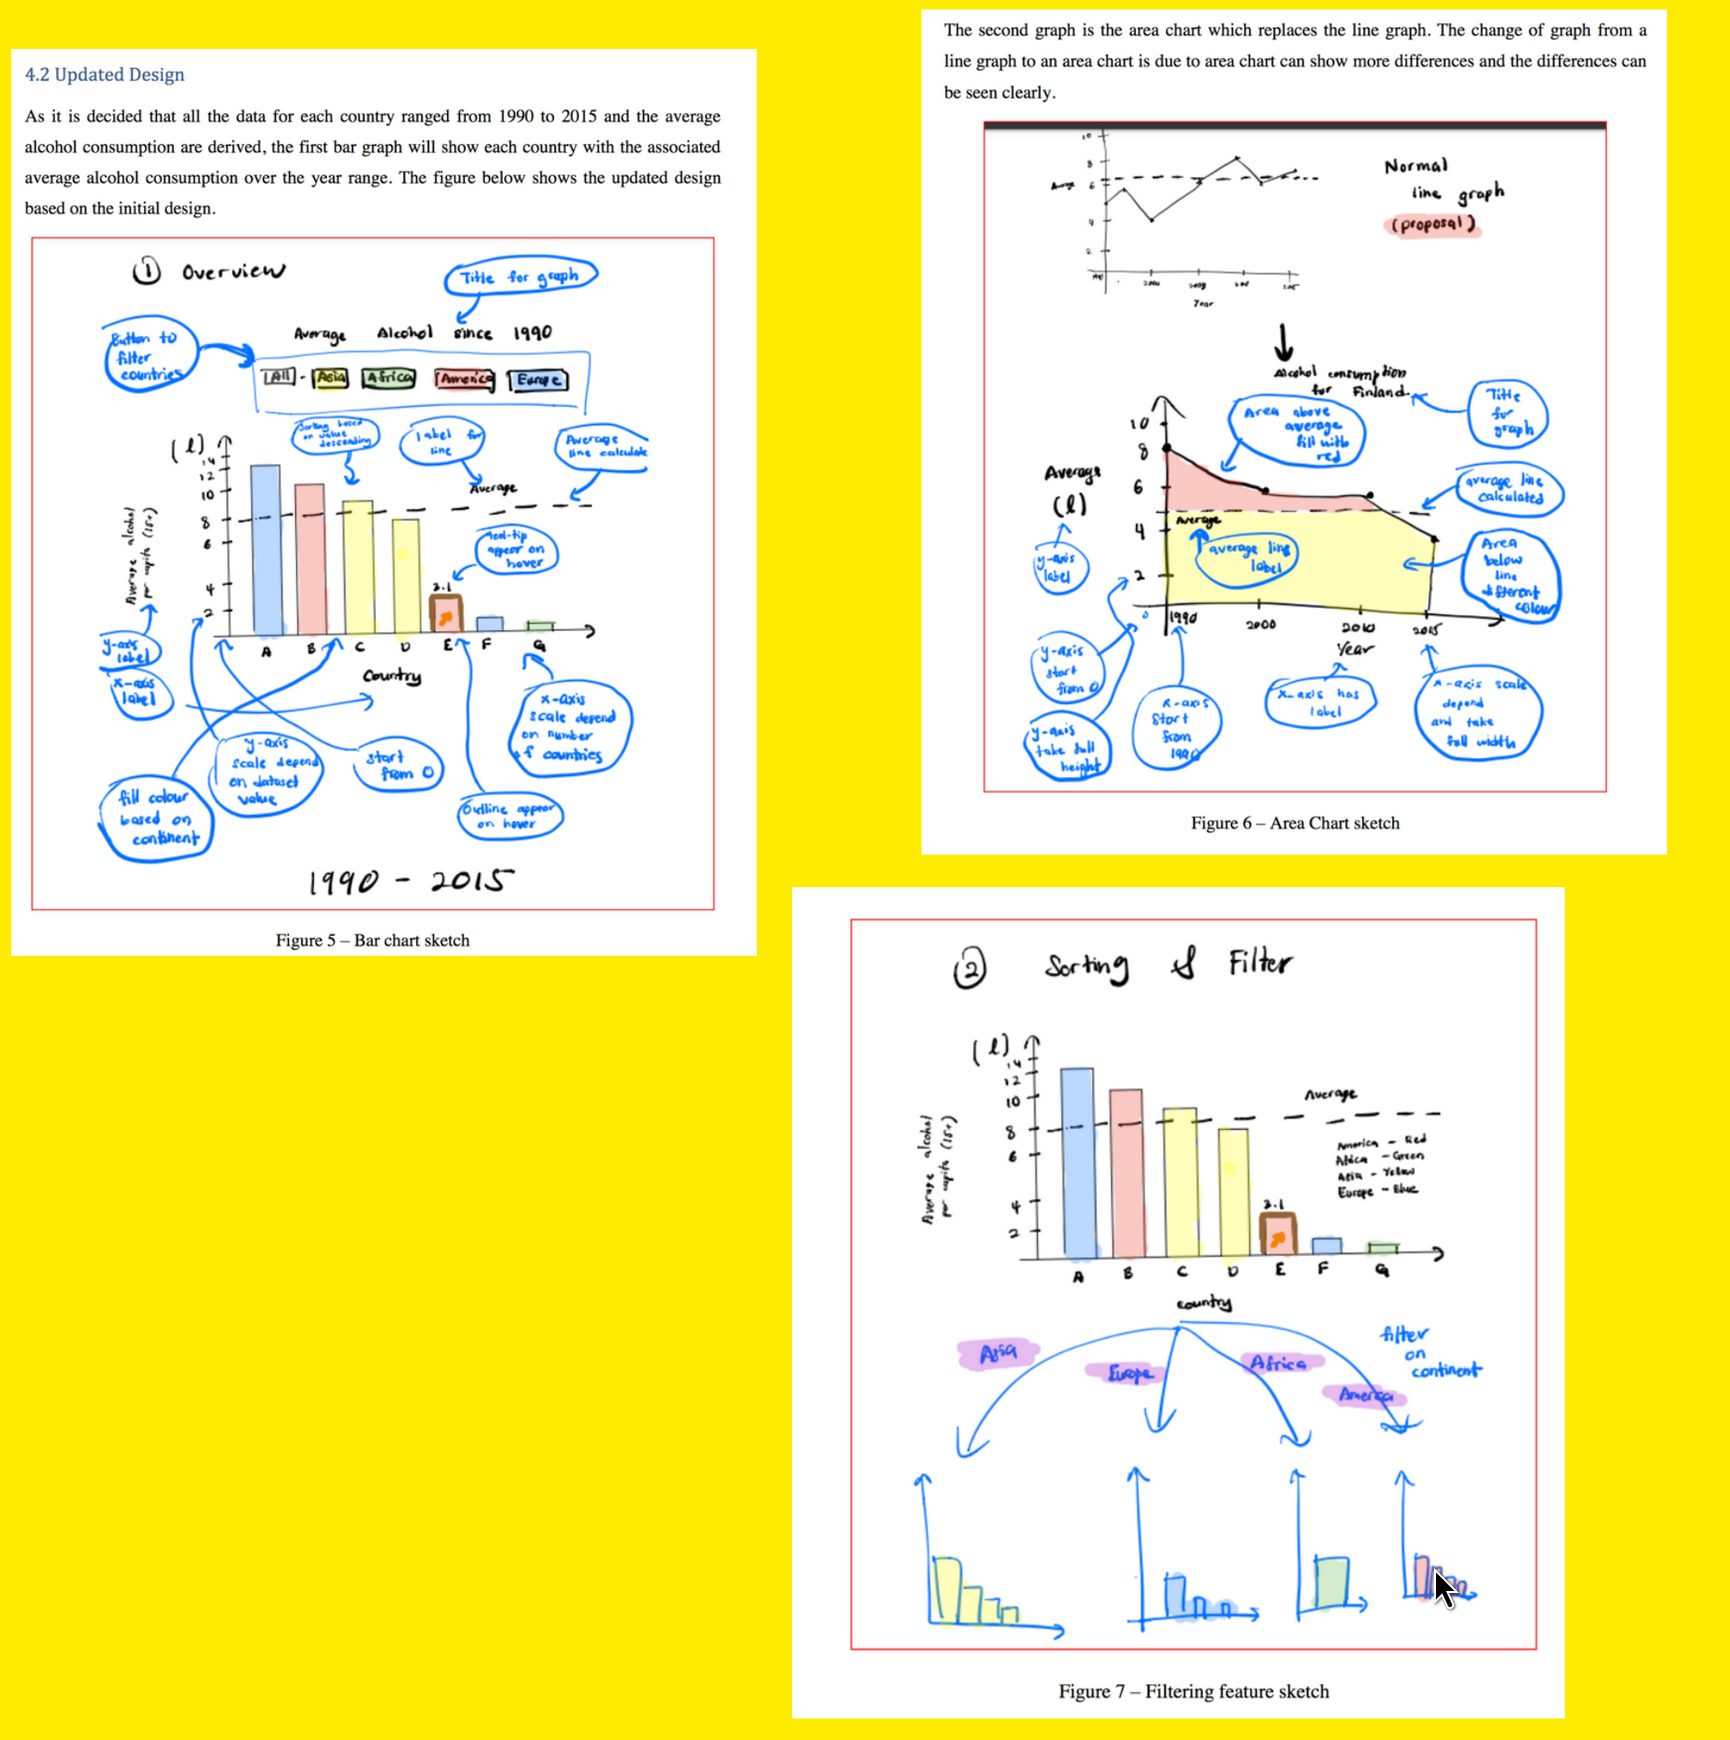 4.2 Updated Design
As it is decided that all the data for each country ranged from 1990 to 2015 and the average
alcohol consumption are derived, the first bar graph will show each country with the associated
average alcohol consumption over the year range. The figure below shows the updated design
based on the initial design.
1 Overview
Title for graph
Button to
filter
countries
Average Alcohol since 1990
All - Asia Africa America Europe
Sorting based
on value
descending
label for
line
Average
line calculate
(l)
14
12
10
8
6
4
2
Average alcohol
per capita (15+)
Average
tool-tip
appear on
hover
3.1
A B C D E F G
Country
y-axis
label
x-axis
label
y-axis
scale depend
on dataset
value
start
from 0
x-axis
scale depend
on number
of countries
fill colour
based on
continent
Outline appear
on hover
1990 - 2015
Figure 5 – Bar chart sketch
The second graph is the area chart which replaces the line graph. The change of graph from a
line graph to an area chart is due to area chart can show more differences and the differences can
be seen clearly.
10
8
6
4
2
Year
Normal
line graph
(proposal)
Alcohol consumption
for Finland
Title
for
graph
Area above
average
fill with
red
Average
(l)
10
8
6
4
2
0
average line
calculated
Average
average line
label
y-axis
label
Area
below
line
different
colour
1990 2000 2010 2015
Year
y-axis
start
from 0
y-axis
take full
height
x-axis
start
from
1990
x-axis has
label
x-axis scale
depend
and take
full width
Figure 6 – Area Chart sketch
2 Sorting & Filter
(l)
14
12
10
8
6
4
2
Average alcohol
per capita (15+)
Average
America - Red
Africa - Green
Asia - Yellow
Europe - Blue
3.1
A B C D E F G
country
Asia
Europe
Africa
America
filter
on
continent
Figure 7 – Filtering feature sketch